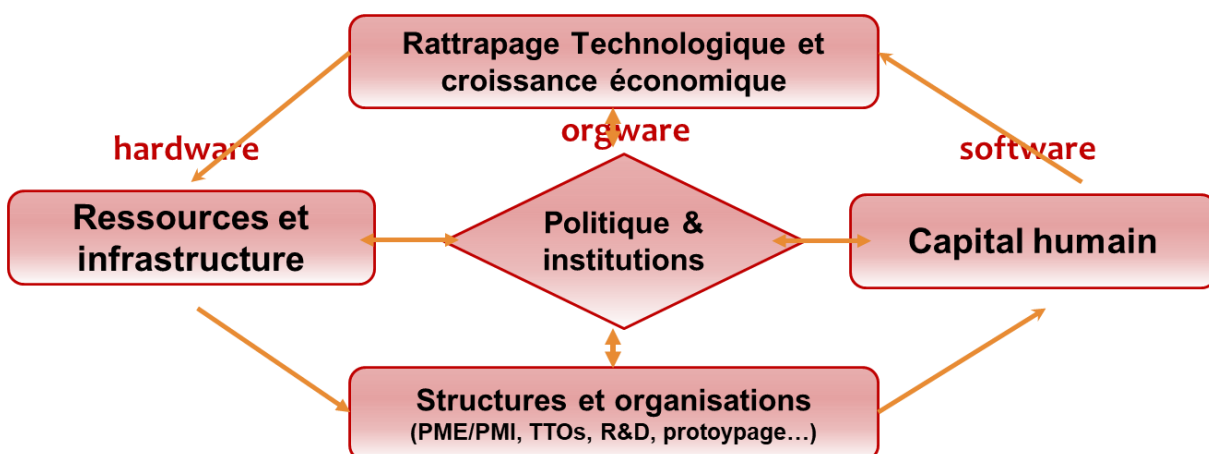 Rattrapage Technologique et
croissance économique
hardware
orgware
software
Ressources et
infrastructure
Politique &
institutions
Capital humain
Structures et organisations
(PME/PMI, TTOs, R&D, protoypage…)